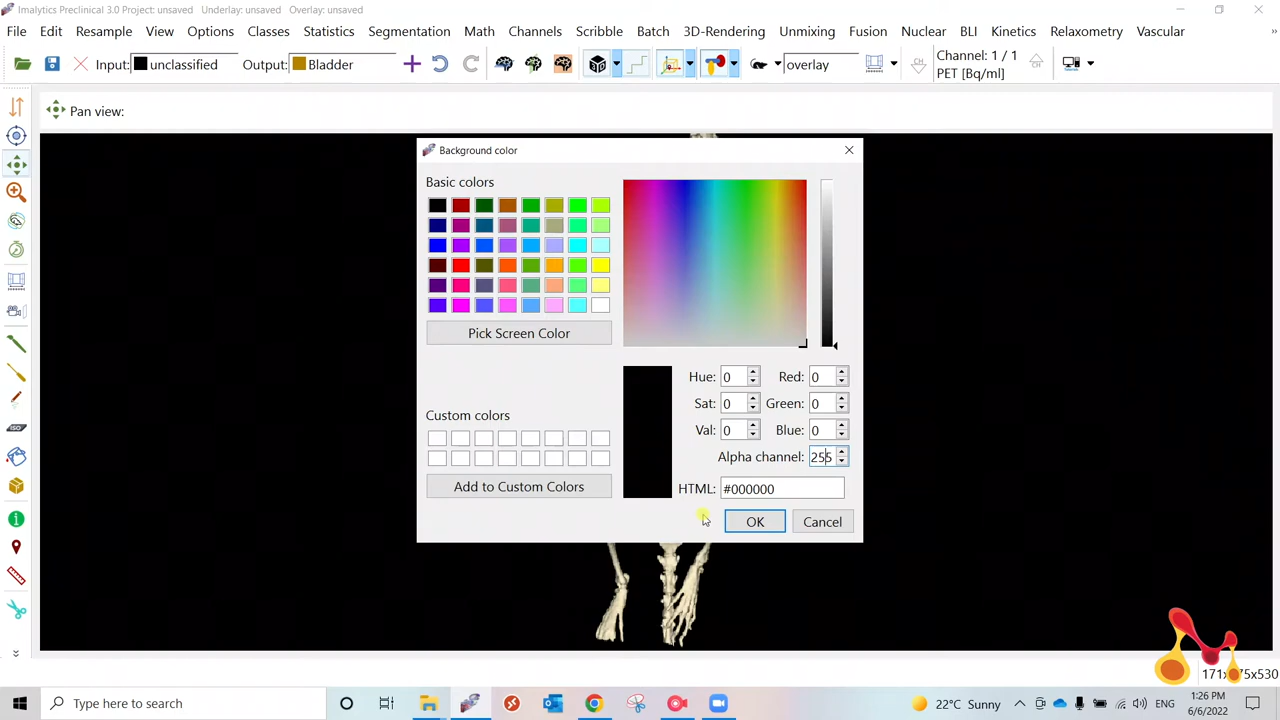 Imalytics Preclinical 3.0 Project: unsaved Underlay: unsaved Overlay: unsaved
File Edit Resample View Options Classes Statistics Segmentation Math Channels Scribble Batch 3D-Rendering Unmixing Fusion Nuclear BLI Kinetics Relaxometry Vascular »
Input: unclassified Output: Bladder overlay Channel: 1 / 1
PET [Bq/ml]
Pan view:
Background color
Basic colors
Pick Screen Color
Hue: 0 Red: 0
Sat: 0 Green: 0
Custom colors
Val: 0 Blue: 0
Alpha channel: 255
Add to Custom Colors
HTML: #000000
OK Cancel
Type here to search
22°C Sunny
ENG
1:26 PM
6/6/2022